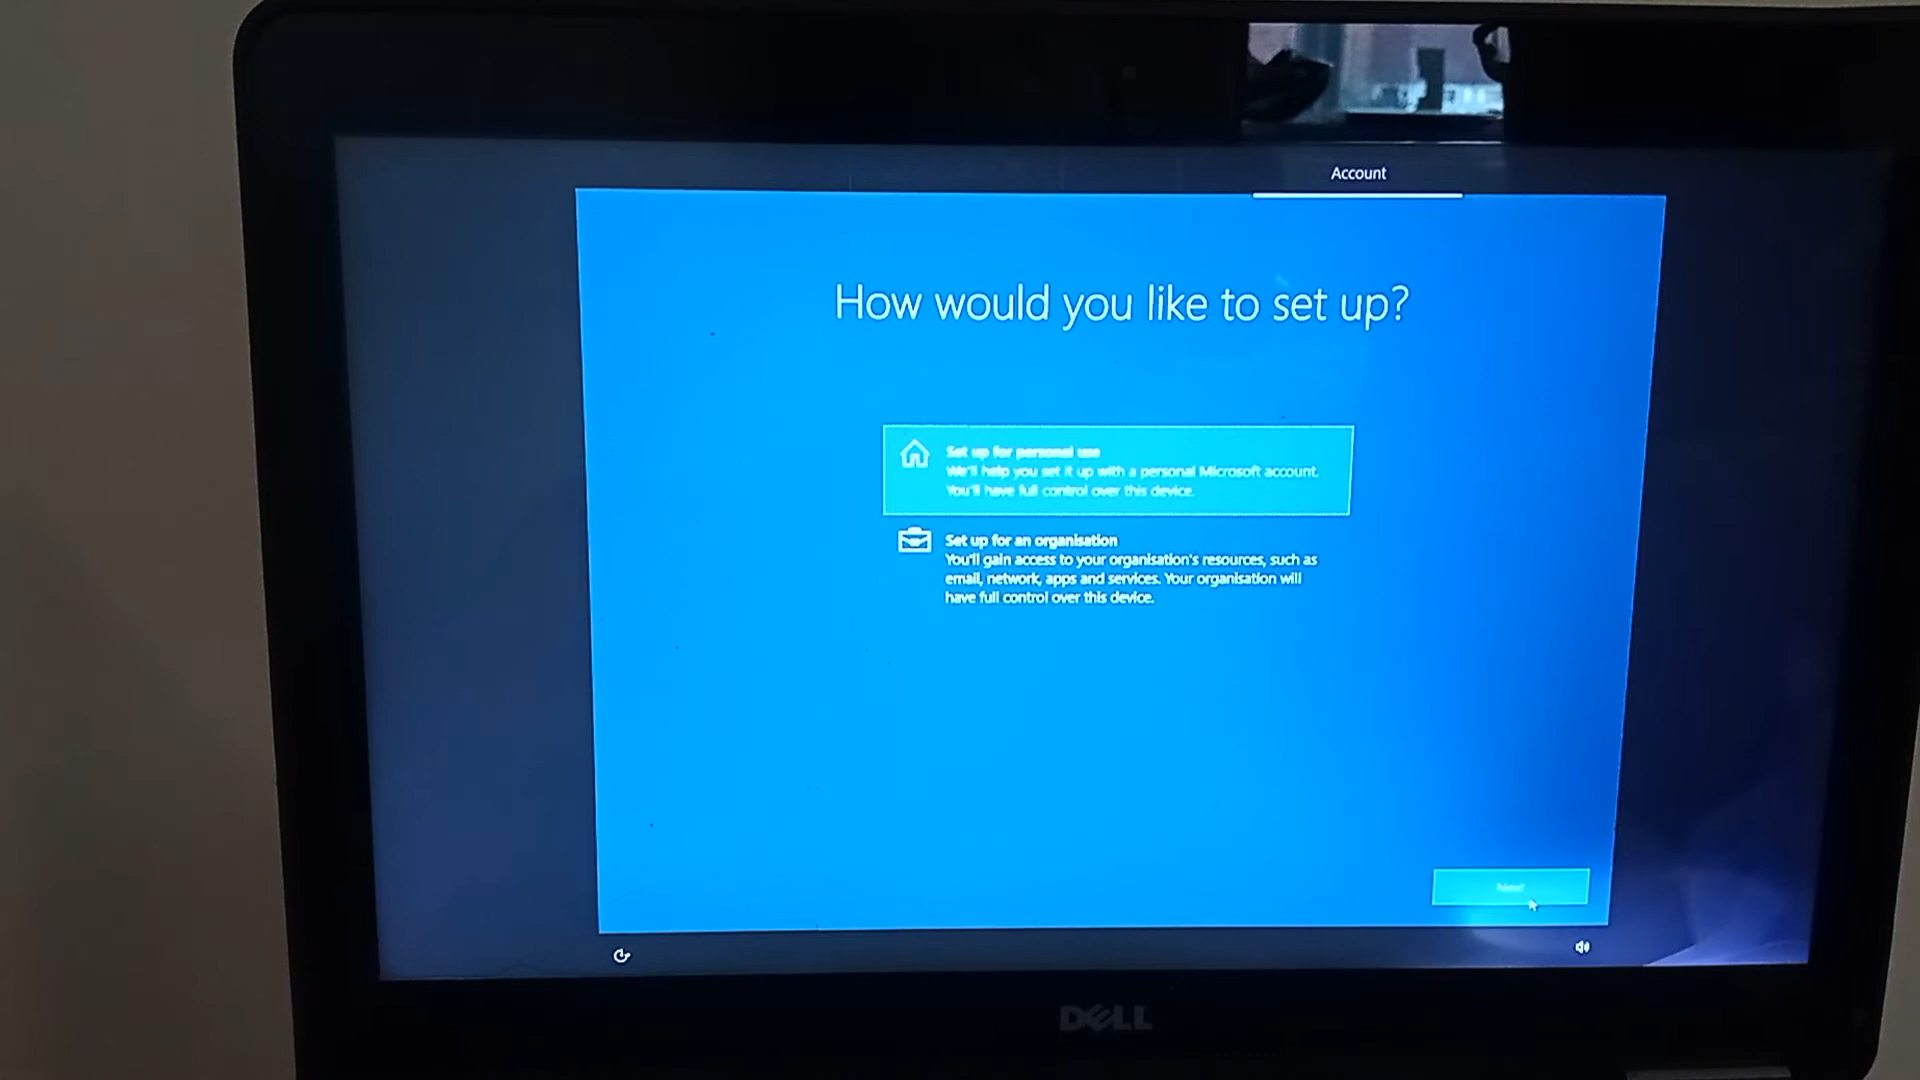 Account
How would you like to set up?
Set up for personal use
We'll help you set it up with a personal Microsoft account.
You'll have full control over this device.
Set up for an organisation
You'll gain access to your organisation's resources, such as
email, network, apps and services. Your organisation will
have full control over this device.
Next
DELL